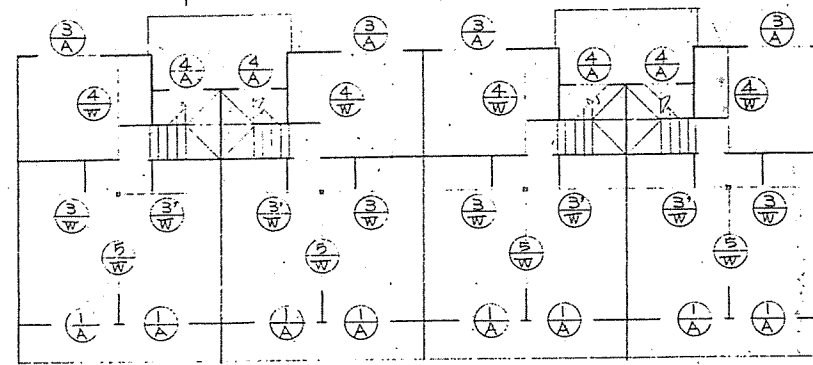 3/A 3/A 3/A 3/A
4/A 4/A 4/A 4/A
4/W 4/W 4/W 4/W
3/W 3'/W 3'/W 3/W 3/W 3'/W 3'/W 3/W
5/W 5/W 5/W 5/W
1/A 1/A 1/A 1/A 1/A 1/A 1/A 1/A